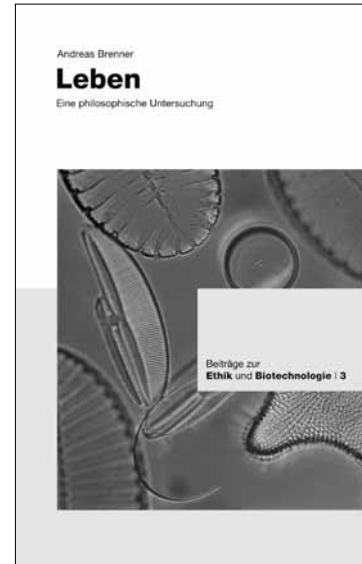 Andreas Brenner
Leben
Eine philosophische Untersuchung
Beiträge zur
Ethik und Biotechnologie | 3